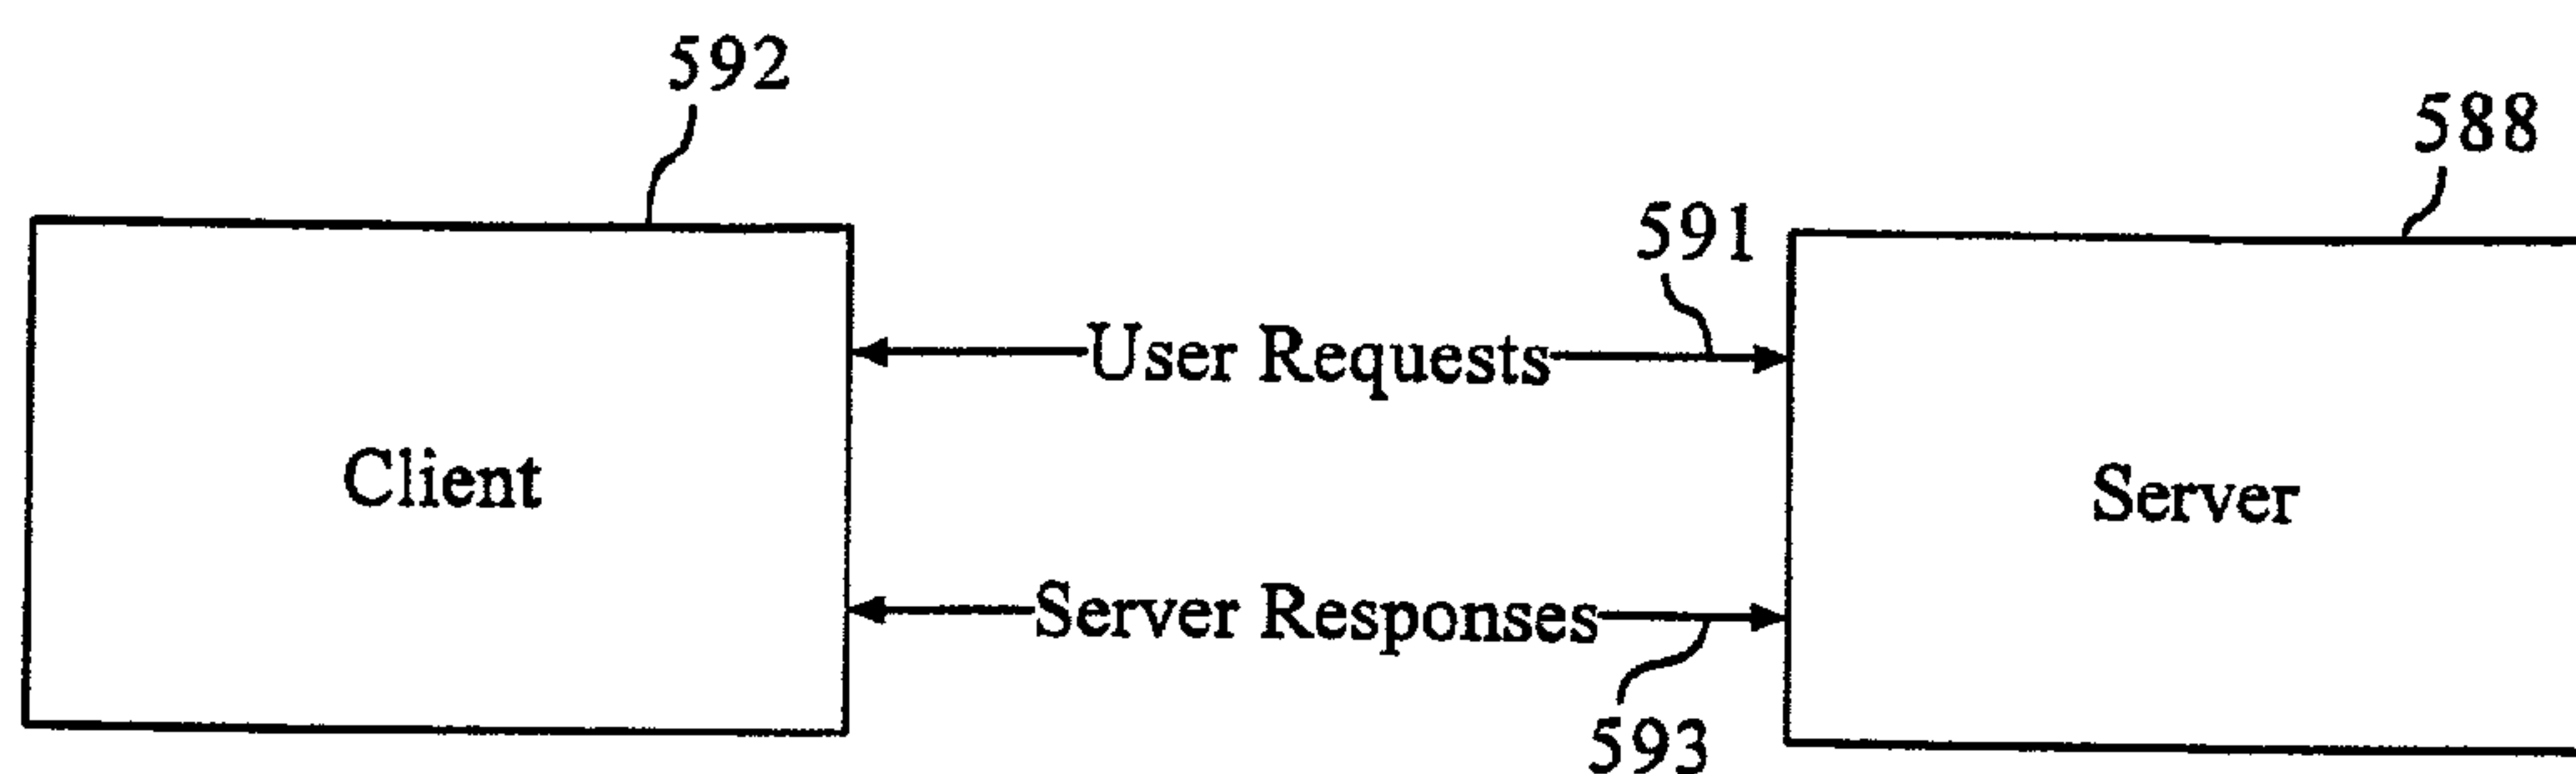 592
588
591
User Requests
Client
Server
Server Responses
593